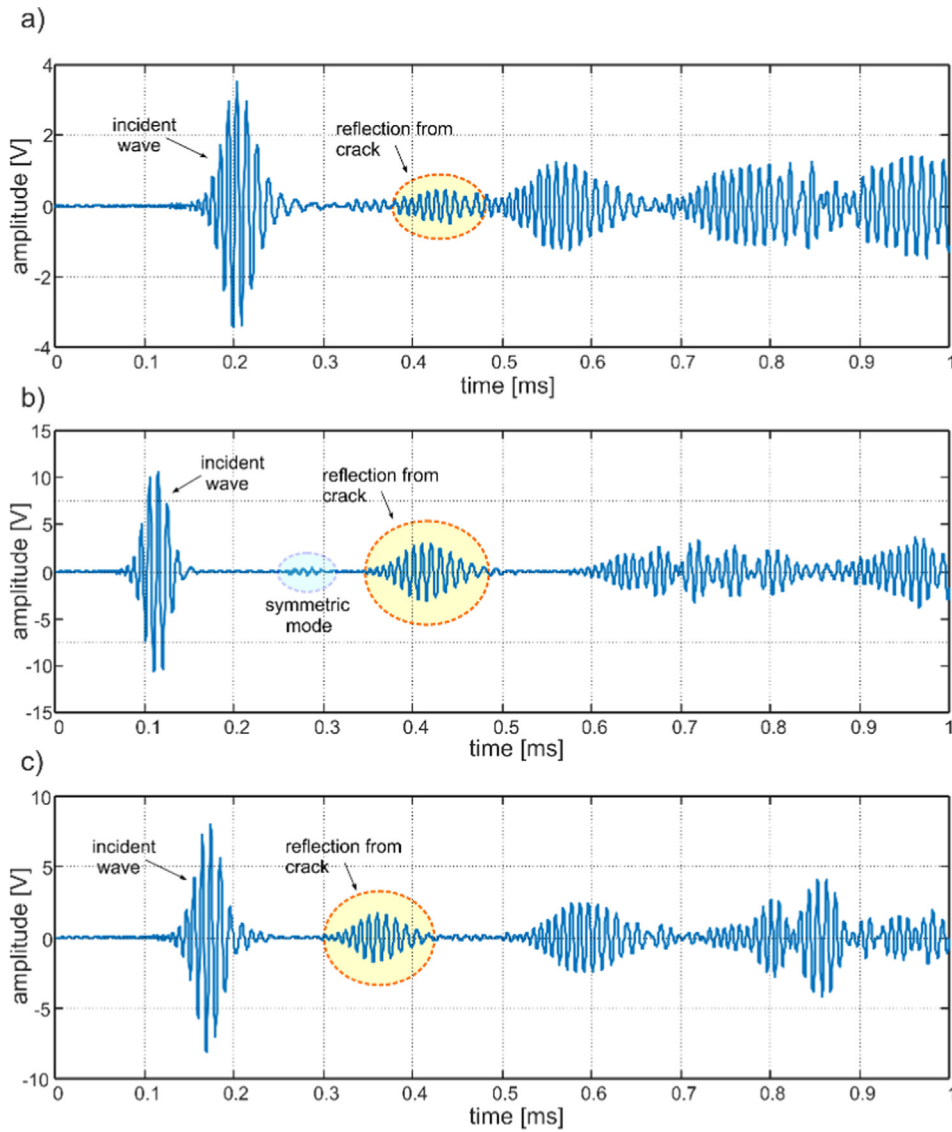 a)
4
incident
wave
reflection from
crack
2
0
-2
-4
amplitude [V]
0 0.1 0.2 0.3 0.4 0.5 0.6 0.7 0.8 0.9 1
time [ms]
b)
15
incident
wave
reflection from
crack
10
5
0
symmetric
mode
-5
-10
-15
amplitude [V]
0 0.1 0.2 0.3 0.4 0.5 0.6 0.7 0.8 0.9 1
time [ms]
c)
10
incident
wave
reflection from
crack
5
0
-5
-10
amplitude [V]
0 0.1 0.2 0.3 0.4 0.5 0.6 0.7 0.8 0.9 1
time [ms]